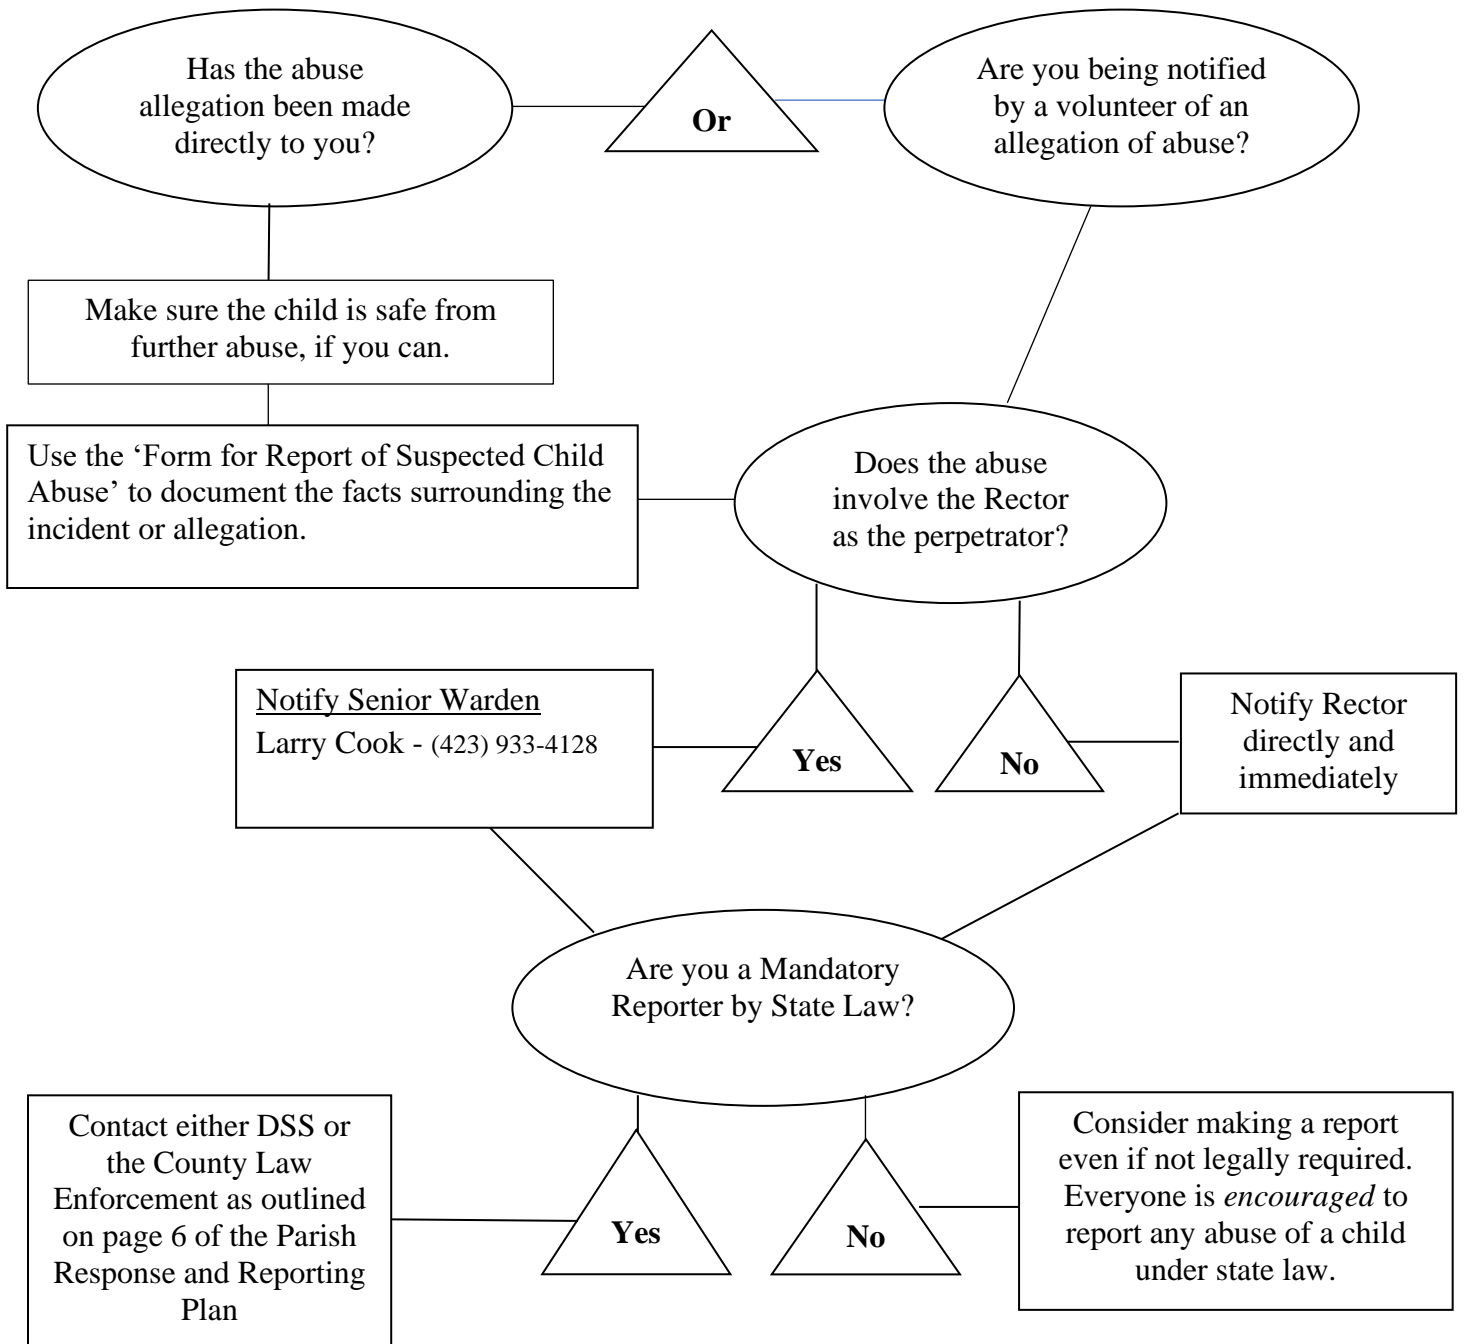 Has the abuse
allegation been made
directly to you?
Or
Are you being notified
by a volunteer of an
allegation of abuse?
Make sure the child is safe from
further abuse, if you can.
Use the ‘Form for Report of Suspected Child
Abuse’ to document the facts surrounding the
incident or allegation.
Does the abuse
involve the Rector
as the perpetrator?
Notify Senior Warden
Larry Cook - (423) 933-4128
Yes
No
Notify Rector
directly and
immediately
Are you a Mandatory
Reporter by State Law?
Contact either DSS or
the County Law
Enforcement as outlined
on page 6 of the Parish
Response and Reporting
Plan
Yes
No
Consider making a report
even if not legally required.
Everyone is encouraged to
report any abuse of a child
under state law.